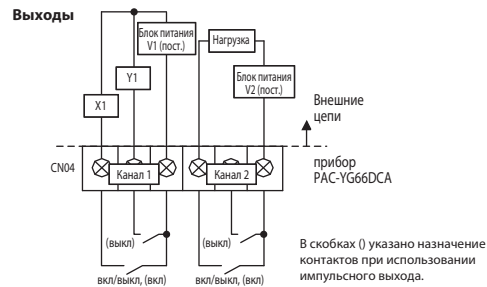 Выходы
Блок питания
V1 (пост.)
Нагрузка
Y1
Блок питания
V2 (пост.)
X1
Внешние
цепи
CN04
Канал 1
Канал 2
прибор
PAC-YG66DCA
(выкл)
(выкл)
вкл/выкл, (вкл)
вкл/выкл, (вкл)
В скобках () указано назначение
контактов при использовании
импульсного выхода.